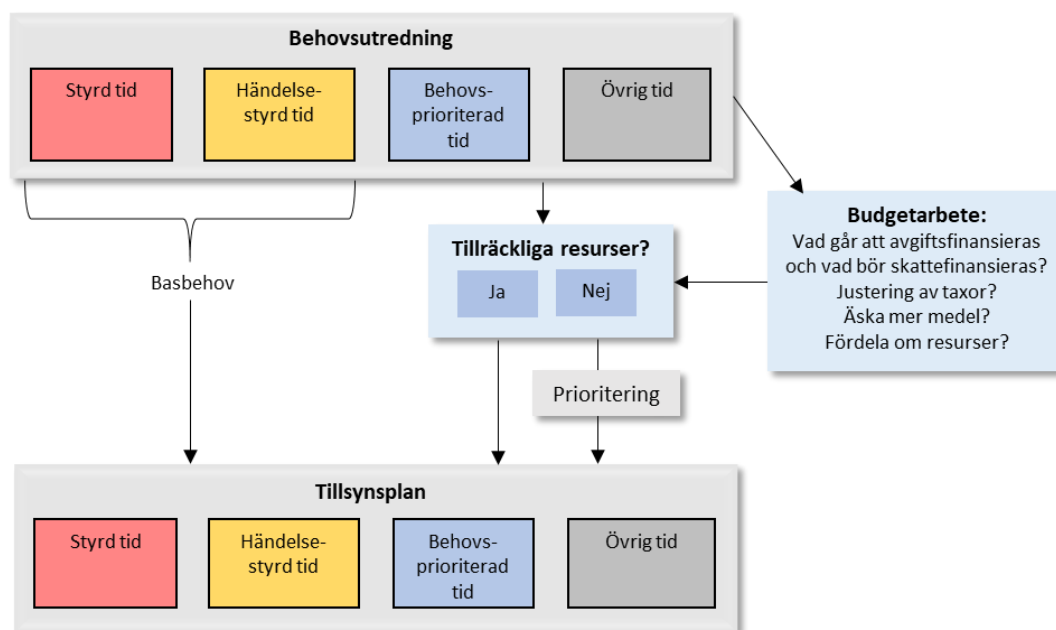 Behovsutredning
Styrd tid
Händelse-
styrd tid
Behovs-
prioriterad
tid
Övrig tid
Budgetarbete:
Vad går att avgiftsfinansieras
och vad bör skattefinansieras?
Justering av taxor?
Äska mer medel?
Fördela om resurser?
Tillräckliga resurser?
Ja
Nej
Basbehov
Prioritering
Tillsynsplan
Styrd tid
Händelse-
styrd tid
Behovs-
prioriterad
tid
Övrig tid